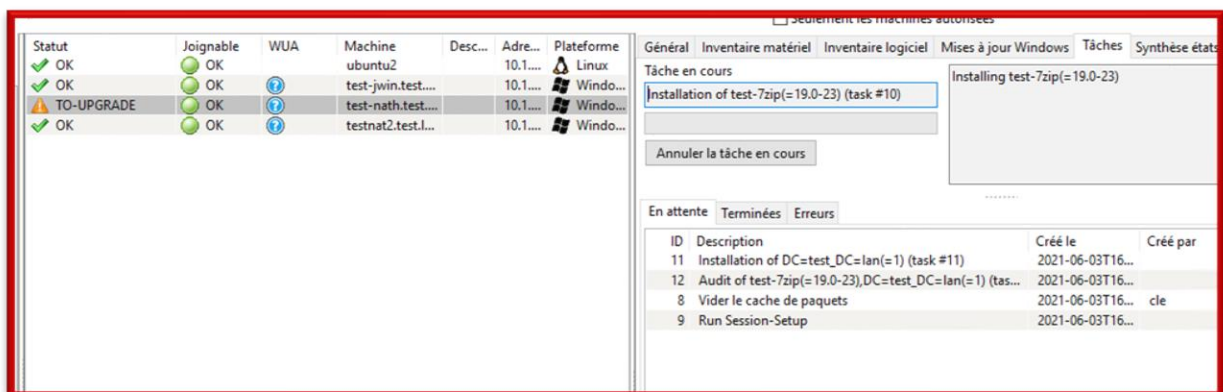 Seulement les machines autorisées
Statut Joignable WUA Machine Desc... Adre... Plateforme
OK OK ubuntu2 10.1.... Linux
OK OK test-jwin.test.... 10.1.... Windo...
TO-UPGRADE OK test-nath.test.... 10.1.... Windo...
OK OK testnat2.test.l... 10.1.... Windo...
Général Inventaire matériel Inventaire logiciel Mises à jour Windows Tâches Synthèse états
Tâche en cours
Installation of test-7zip(=19.0-23) (task #10)
Installing test-7zip(=19.0-23)
Annuler la tâche en cours
En attente Terminées Erreurs
ID Description Créé le Créé par
11 Installation of DC=test_DC=lan(=1) (task #11) 2021-06-03T16...
12 Audit of test-7zip(=19.0-23),DC=test_DC=lan(=1) (tas... 2021-06-03T16...
8 Vider le cache de paquets 2021-06-03T16... cle
9 Run Session-Setup 2021-06-03T16...